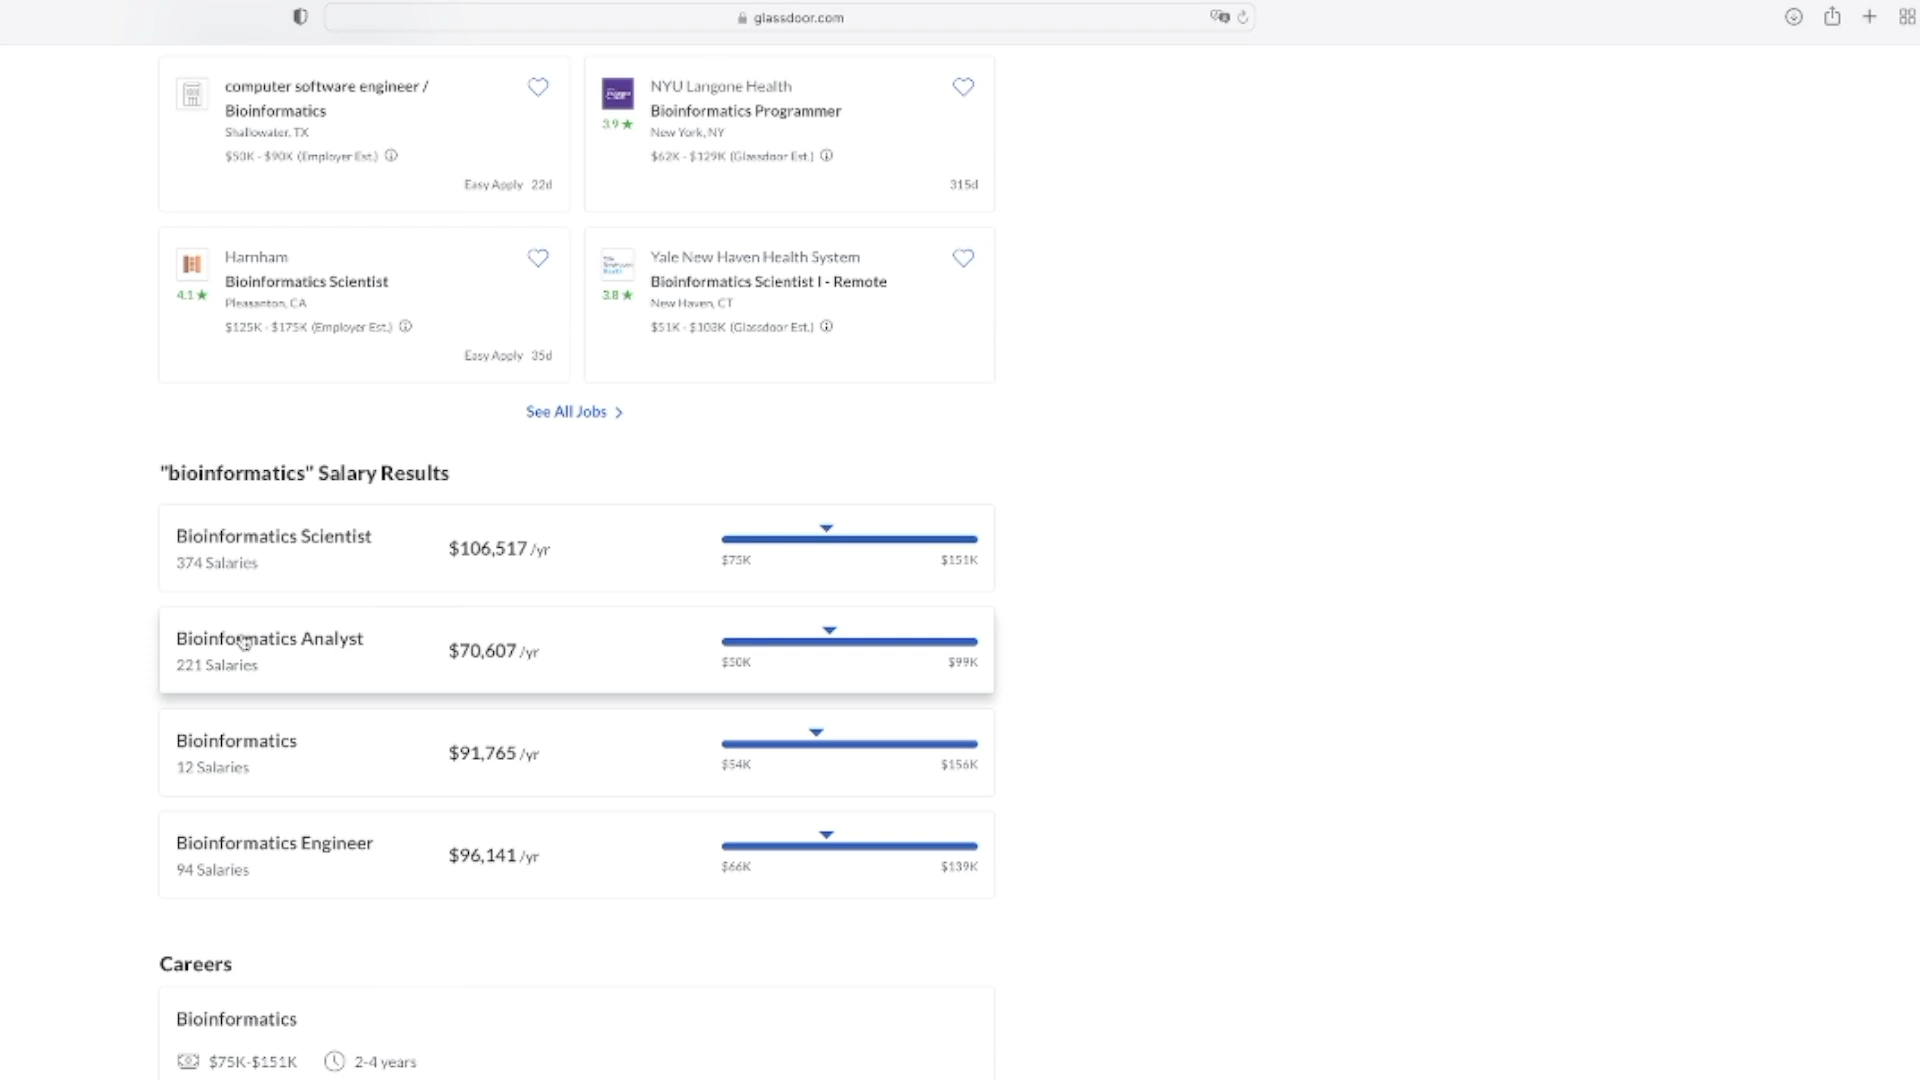 glassdoor.com
computer software engineer /
Bioinformatics
Shallowater, TX
$50K - $90K (Employer Est.)
Easy Apply 22d
NYU Langone Health
Bioinformatics Programmer
3.9 ★
New York, NY
$62K - $129K (Glassdoor Est.)
315d
Harnham
Bioinformatics Scientist
4.1 ★
Pleasanton, CA
$125K - $175K (Employer Est.)
Easy Apply 35d
Yale New Haven Health System
Bioinformatics Scientist I - Remote
3.8 ★
New Haven, CT
$51K - $103K (Glassdoor Est.)
See All Jobs >
"bioinformatics" Salary Results
Bioinformatics Scientist
374 Salaries
$106,517 /yr
$75K $151K
Bioinformatics Analyst
221 Salaries
$70,607 /yr
$50K $99K
Bioinformatics
12 Salaries
$91,765 /yr
$54K $156K
Bioinformatics Engineer
94 Salaries
$96,141 /yr
$66K $139K
Careers
Bioinformatics
$75K-$151K 2-4 years